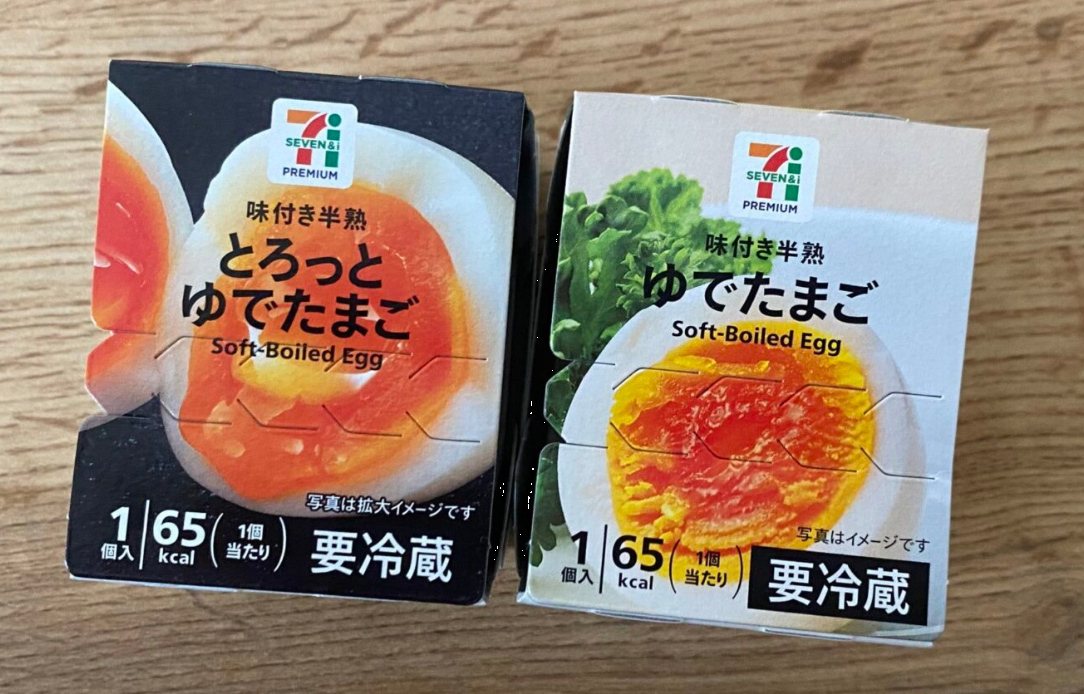 SEVEN&i
PREMIUM
味付き半熟
とろっと
ゆでたまご
Soft-Boiled Egg
写真は拡大イメージです
1
個入
65
kcal
(1個
当たり)
要冷蔵
SEVEN&i
PREMIUM
味付き半熟
ゆでたまご
Soft-Boiled Egg
写真はイメージです
1
個入
65
kcal
(1個
当たり)
要冷蔵